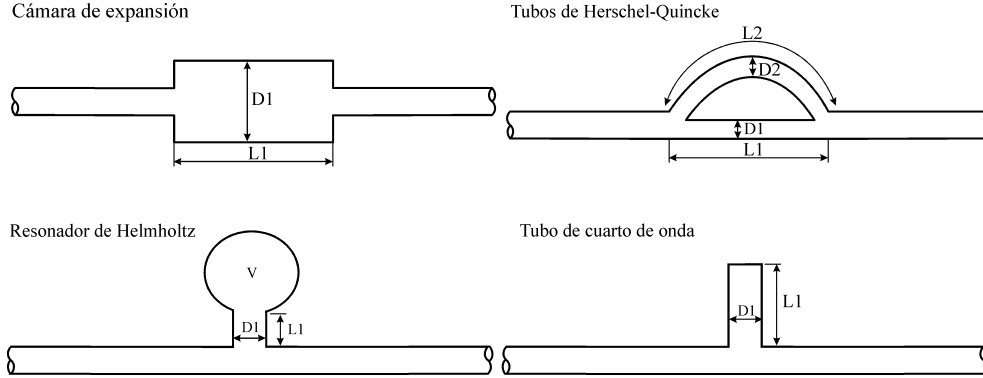 Cámara de expansión
D1
L1
Tubos de Herschel-Quincke
L2
D2
D1
L1
Resonador de Helmholtz
V
D1
L1
Tubo de cuarto de onda
D1
L1